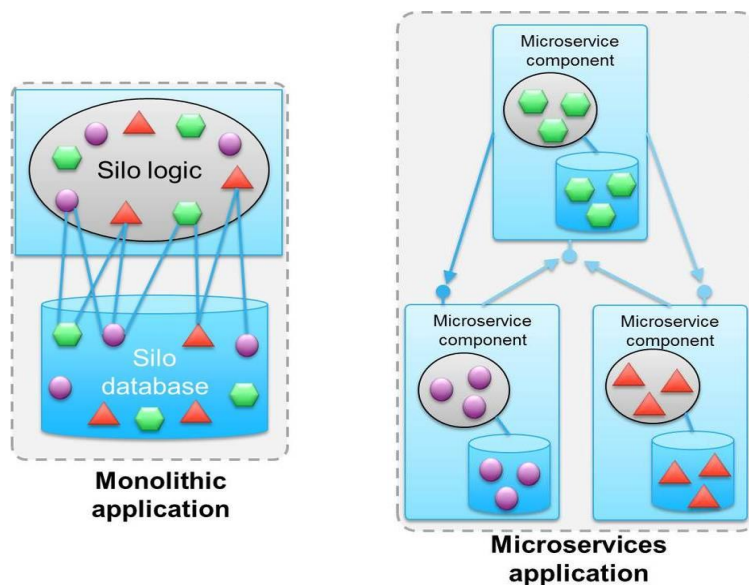 Silo logic
Silo
database
Monolithic
application
Microservice
component
Microservice
component
Microservice
component
Microservices
application